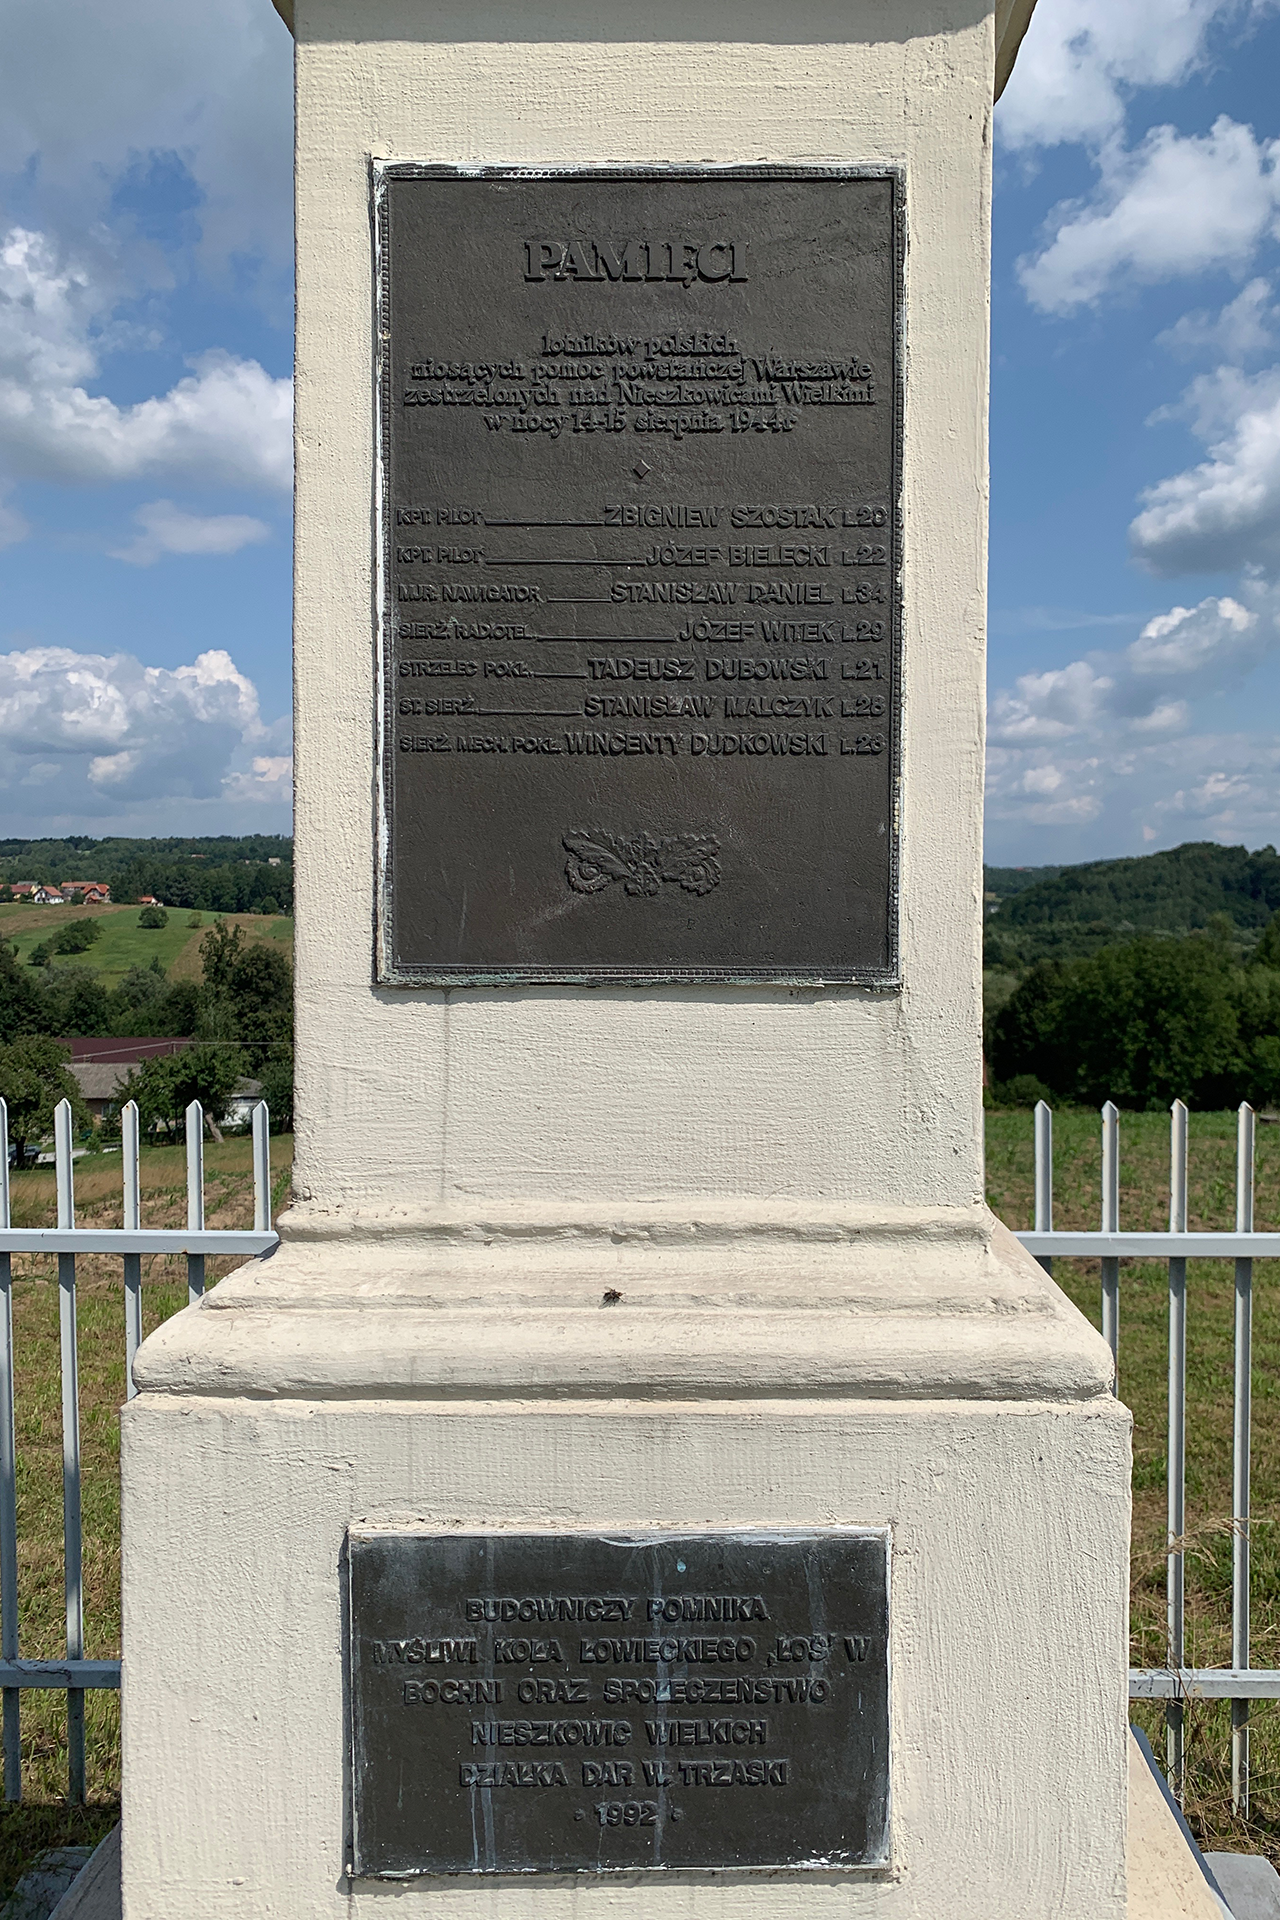 PAMIĘCI
lotników polskich
niosących pomoc powstańczej Warszawie
zestrzelonych nad Nieszkowicami Wielkimi
w nocy 14-15 sierpnia 1944 r
KPT. PILOT ZBIGNIEW SZOSTAK L.29
KPT. PILOT JÓZEF BIELECKI L.22
MJR. NAWIGATOR STANISŁAW DANIEL L.34
SIERŻ. RADIOTEL. JÓZEF WITEK L.29
STRZELEC POKŁ. TADEUSZ DUBOWSKI L.21
ST. SIERŻ. STANISŁAW MALCZYK L.28
SIERŻ. MECH. POKŁ. WINCENTY DUDKOWSKI L.26
BUDOWNICZY POMNIKA
MYŚLIWI KOŁA ŁOWIECKIEGO „ŁOŚ” W
BOCHNI ORAZ SPOŁECZEŃSTWO
NIESZKOWIC WIELKICH
DZIAŁKA DAR W. TRZASKI
· 1992 ·